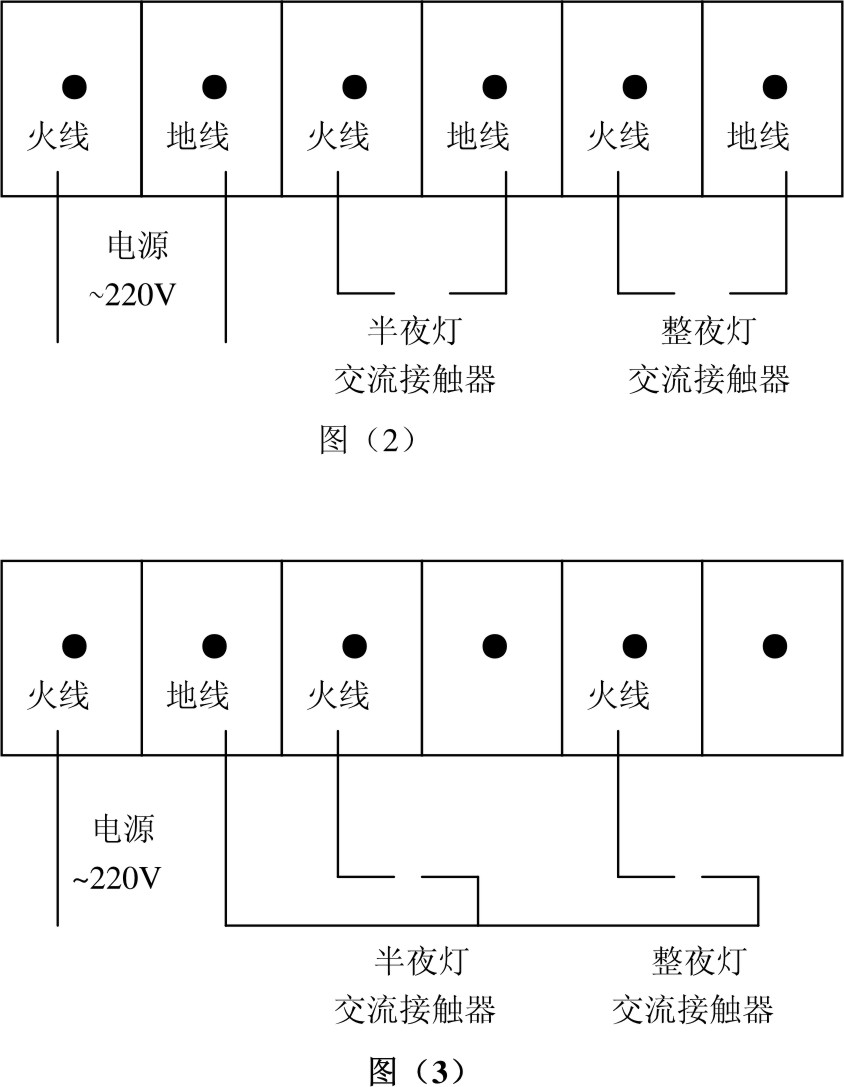 火线 地线 火线 地线 火线 地线
电源
~220V
半夜灯 整夜灯
交流接触器 交流接触器
图（2）
火线 地线 火线 火线
电源
~220V
半夜灯 整夜灯
交流接触器 交流接触器
图（3）